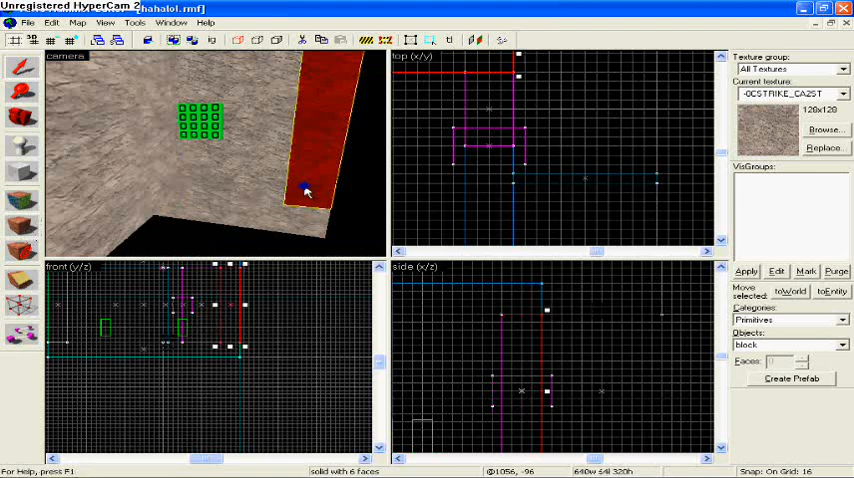 Unregistered HyperCam 2
hahalol.rmf]
File Edit Map View Tools Window Help
camera
top (x/y)
front (y/z)
side (x/z)
Texture group:
All Textures
Current texture:
-0CSTRIKE_CA2ST
128x128
Browse...
Replace...
VisGroups:
Apply Edit Mark Purge
Move
selected:
toWorld
toEntity
Categories:
Primitives
Objects:
block
Faces: 0
Create Prefab
For Help, press F1
solid with 6 faces
@1056, -96
640w 64l 320h
Snap: On Grid: 16